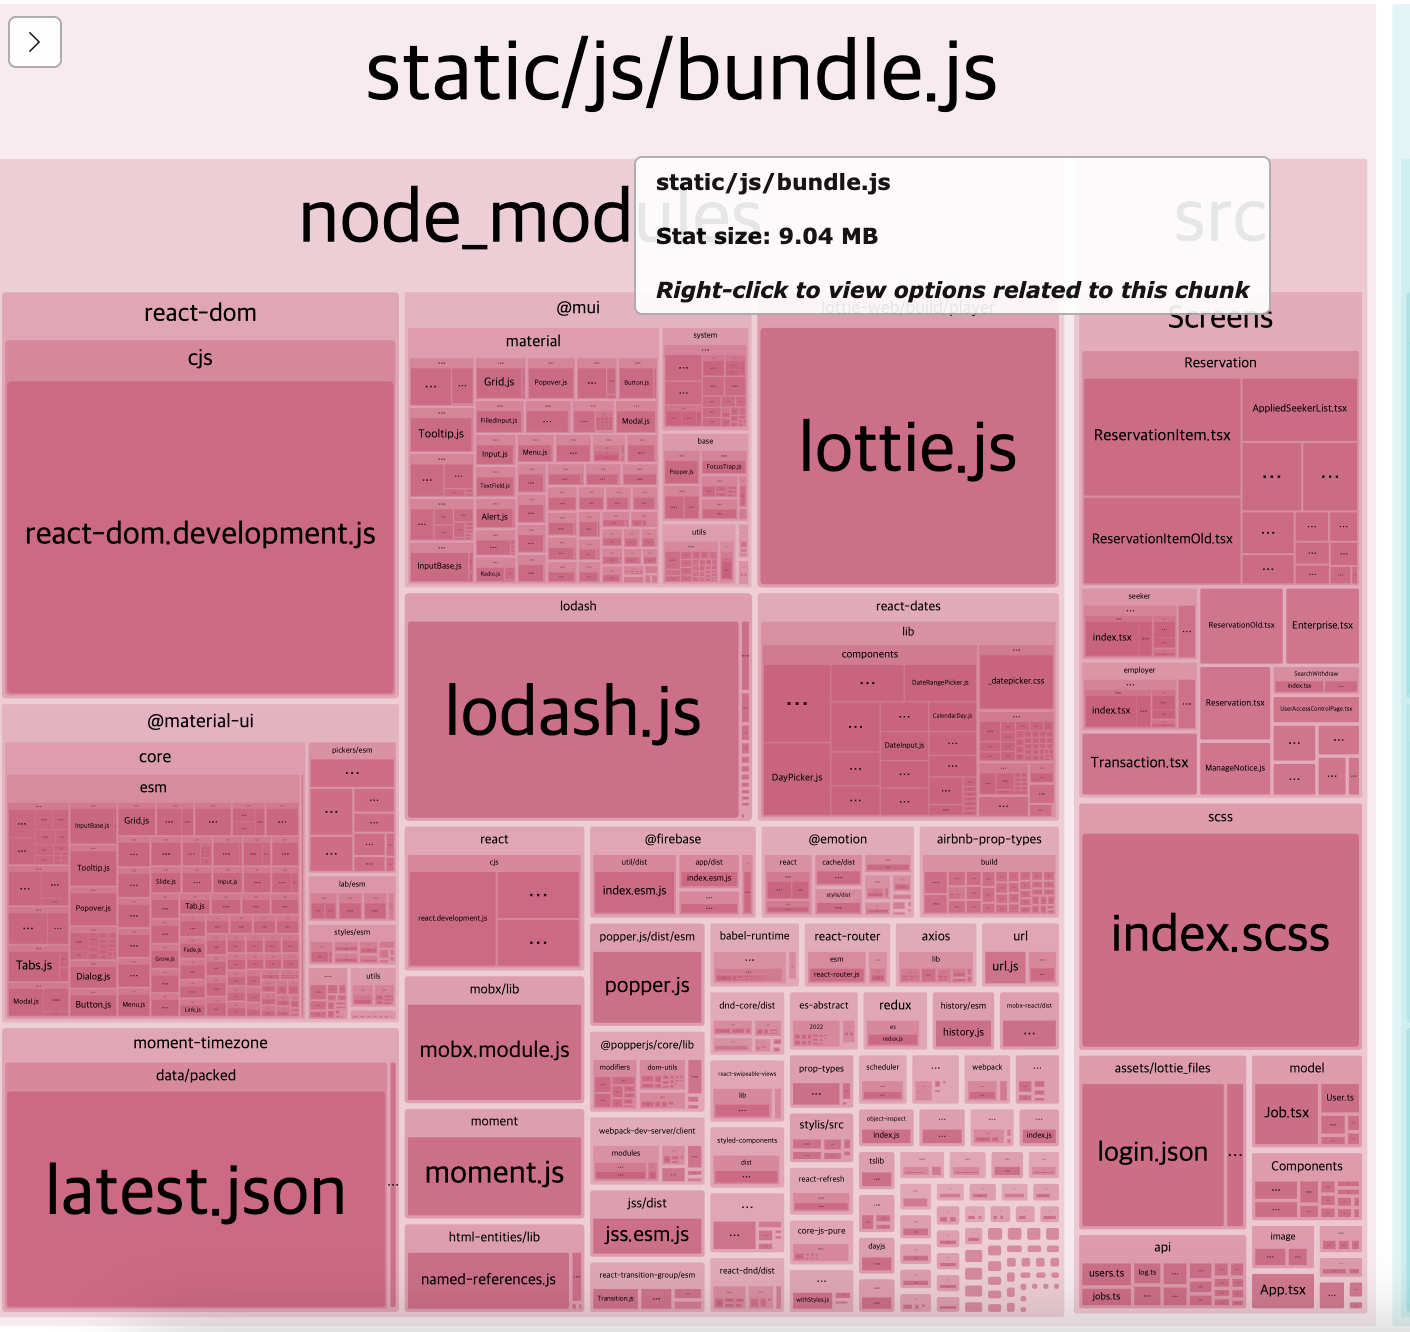 static/js/bundle.js
node_modules
src
static/js/bundle.js
Stat size: 9.04 MB
Right-click to view options related to this chunk
react-dom
cjs
react-dom.development.js
@mui
material
Grid.js
Popover.js
...
Button.js
FilledInput.js
Modal.js
Tooltip.js
Input.js
Menu.js
TextField.js
Alert.js
InputBase.js
Radio.js
system
base
Popper.js
FocusTrap.js
utils
lottie-web/build/player
lottie.js
Screens
Reservation
ReservationItem.tsx
AppliedSeekerList.tsx
...
...
ReservationItemOld.tsx
seeker
index.tsx
ReservationOld.tsx
Enterprise.tsx
employer
index.tsx
Reservation.tsx
SearchWithdraw
index.tsx
UserAccessControlPage.tsx
Transaction.tsx
ManageNotice.js
lodash
lodash.js
react-dates
lib
components
DateRangePicker.js
_datepicker.css
CalendarDay.js
DateInput.js
DayPicker.js
@material-ui
core
esm
InputBase.js
Grid.js
Tooltip.js
Slide.js
Input.js
Popover.js
Tab.js
Tabs.js
Fade.js
Grow.js
Dialog.js
Modal.js
Button.js
Menu.js
Link.js
pickers/esm
lab/esm
styles/esm
utils
scss
index.scss
react
cjs
react.development.js
@firebase
util/dist
index.esm.js
app/dist
index.esm.js
@emotion
react
cache/dist
stylis/dist
airbnb-prop-types
build
popper.js/dist/esm
popper.js
babel-runtime
react-router
esm
react-router.js
axios
lib
url
url.js
mobx/lib
mobx.module.js
dnd-core/dist
es-abstract
2022
redux
es
redux.js
history/esm
history.js
mobx-react/dist
...
moment-timezone
data/packed
latest.json
@popperjs/core/lib
modifiers
dom-utils
react-swipeable-views
lib
prop-types
scheduler
webpack
moment
moment.js
webpack-dev-server/client
modules
styled-components
dist
stylis/src
object-inspect
index.js
index.js
tslib
react-refresh
jss/dist
jss.esm.js
core-js-pure
dayjs
html-entities/lib
named-references.js
react-transition-group/esm
Transition.js
react-dnd/dist
withStyles.js
assets/lottie_files
login.json
model
Job.tsx
User.ts
Components
api
users.ts
log.ts
jobs.ts
image
App.tsx